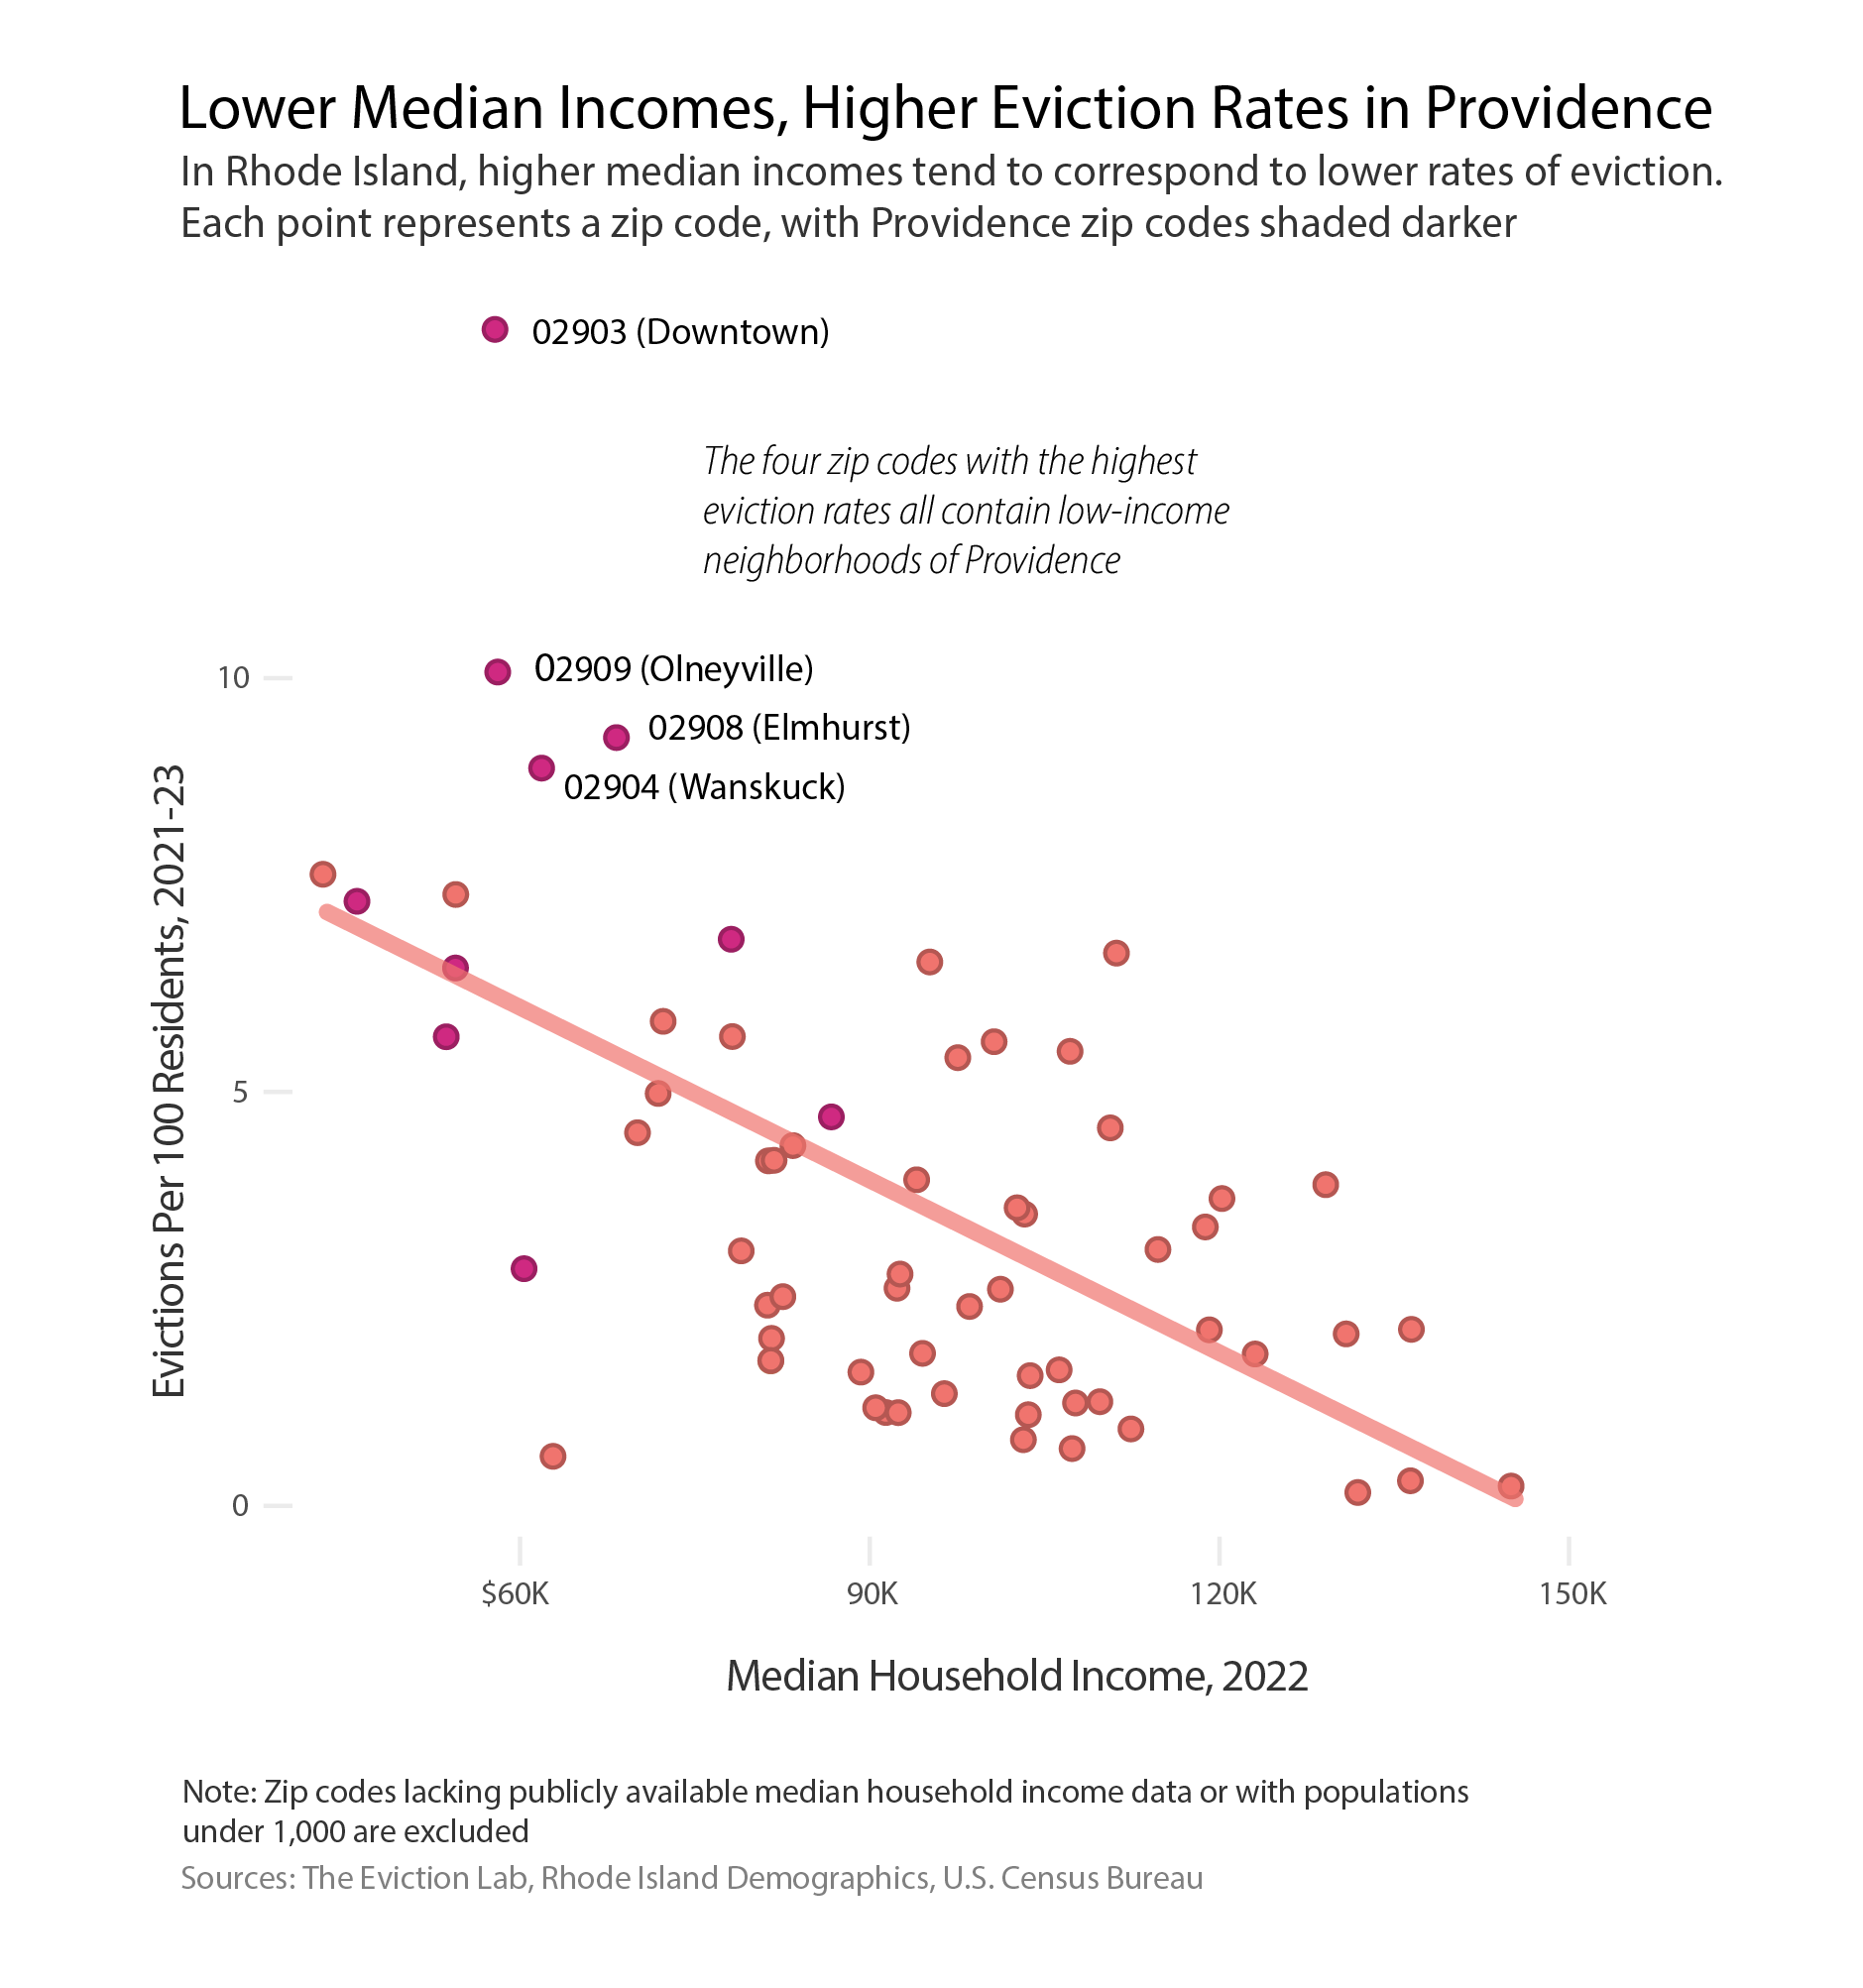 Lower Median Incomes, Higher Eviction Rates in Providence
In Rhode Island, higher median incomes tend to correspond to lower rates of eviction.
Each point represents a zip code, with Providence zip codes shaded darker
02903 (Downtown)
The four zip codes with the highest
eviction rates all contain low-income
neighborhoods of Providence
10
02909 (Olneyville)
02908 (Elmhurst)
02904 (Wanskuck)
Evictions Per 100 Residents, 2021-23
5
0
$60K
90K
120K
150K
Median Household Income, 2022
Note: Zip codes lacking publicly available median household income data or with populations
under 1,000 are excluded
Sources: The Eviction Lab, Rhode Island Demographics, U.S. Census Bureau